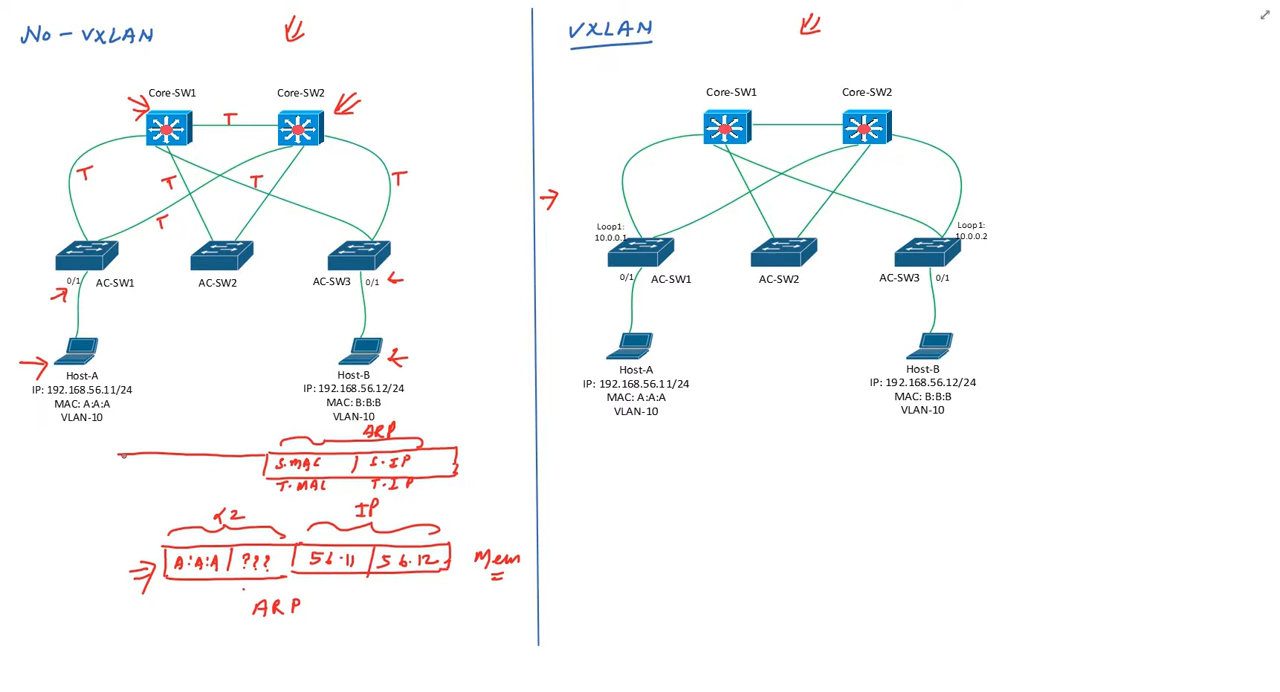 No - VXLAN
Core-SW1
Core-SW2
T
T
T
T
T
T
0/1
AC-SW1
AC-SW2
AC-SW3
0/1
Host-A
IP: 192.168.56.11/24
MAC: A:A:A
VLAN-10
Host-B
IP: 192.168.56.12/24
MAC: B:B:B
VLAN-10
ARP
S.MAC S.IP
T.MAC T.IP
L2 IP
A:A:A ??? 56.11 56.12 Mem
ARP
VXLAN
Core-SW1
Core-SW2
Loop1:
10.0.0.1
Loop1:
10.0.0.2
0/1
AC-SW1
AC-SW2
AC-SW3
0/1
Host-A
IP: 192.168.56.11/24
MAC: A:A:A
VLAN-10
Host-B
IP: 192.168.56.12/24
MAC: B:B:B
VLAN-10